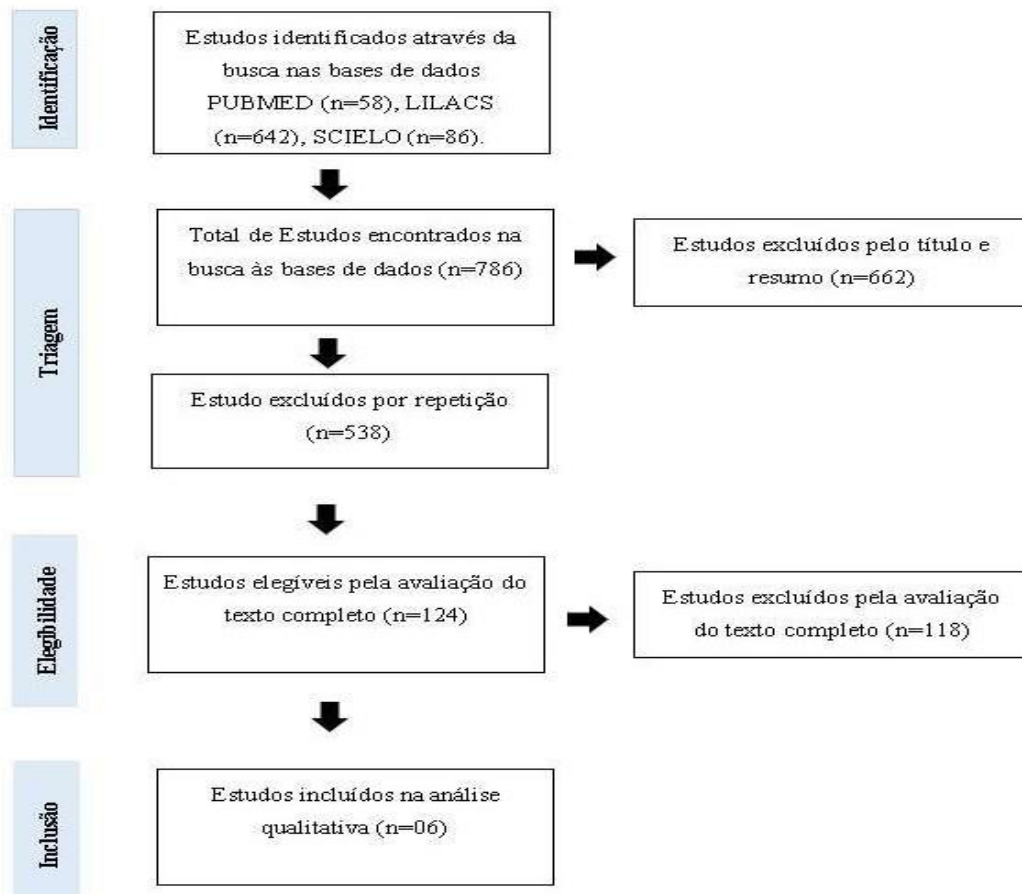 Identificação
Estudos identificados através da
busca nas bases de dados
PUBMED (n=58), LILACS
(n=642), SCIELO (n=86).
Triagem
Total de Estudos encontrados na
busca às bases de dados (n=786)
Estudos excluídos pelo título e
resumo (n=662)
Estudo excluídos por repetição
(n=538)
Elegibilidade
Estudos elegíveis pela avaliação do
texto completo (n=124)
Estudos excluídos pela avaliação
do texto completo (n=118)
Inclusão
Estudos incluídos na análise
qualitativa (n=06)